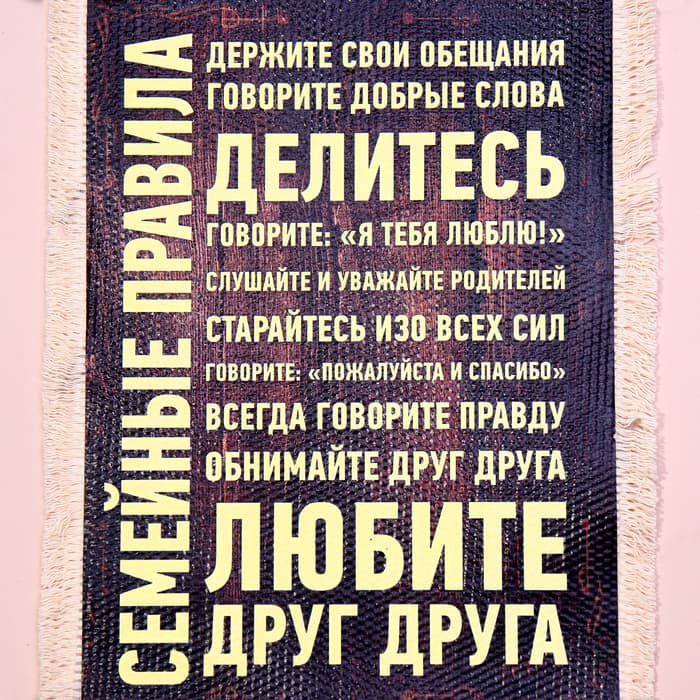 СЕМЕЙНЫЕ ПРАВИЛА
ДЕРЖИТЕ СВОИ ОБЕЩАНИЯ
ГОВОРИТЕ ДОБРЫЕ СЛОВА
ДЕЛИТЕСЬ
ГОВОРИТЕ: «Я ТЕБЯ ЛЮБЛЮ!»
СЛУШАЙТЕ И УВАЖАЙТЕ РОДИТЕЛЕЙ
СТАРАЙТЕСЬ ИЗО ВСЕХ СИЛ
ГОВОРИТЕ: «ПОЖАЛУЙСТА И СПАСИБО»
ВСЕГДА ГОВОРИТЕ ПРАВДУ
ОБНИМАЙТЕ ДРУГ ДРУГА
ЛЮБИТЕ
ДРУГ ДРУГА